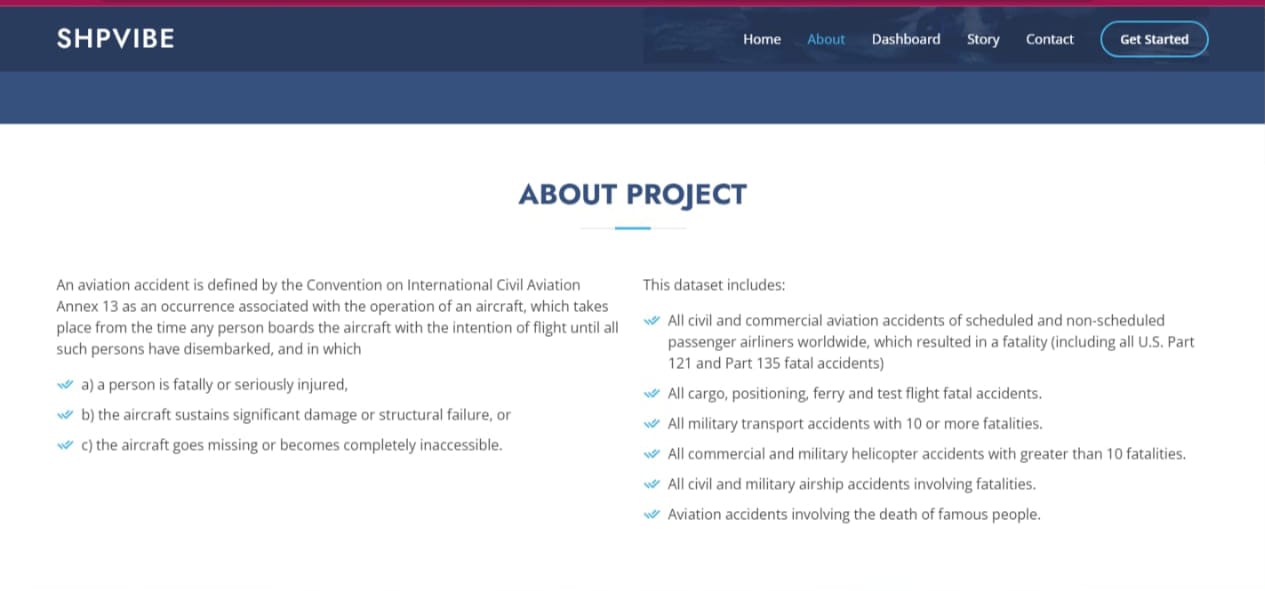 SHPVIBE
Home About Dashboard Story Contact Get Started
ABOUT PROJECT
An aviation accident is defined by the Convention on International Civil Aviation
Annex 13 as an occurrence associated with the operation of an aircraft, which takes
place from the time any person boards the aircraft with the intention of flight until all
such persons have disembarked, and in which
a) a person is fatally or seriously injured,
b) the aircraft sustains significant damage or structural failure, or
c) the aircraft goes missing or becomes completely inaccessible.
This dataset includes:
All civil and commercial aviation accidents of scheduled and non-scheduled
passenger airliners worldwide, which resulted in a fatality (including all U.S. Part
121 and Part 135 fatal accidents)
All cargo, positioning, ferry and test flight fatal accidents.
All military transport accidents with 10 or more fatalities.
All commercial and military helicopter accidents with greater than 10 fatalities.
All civil and military airship accidents involving fatalities.
Aviation accidents involving the death of famous people.